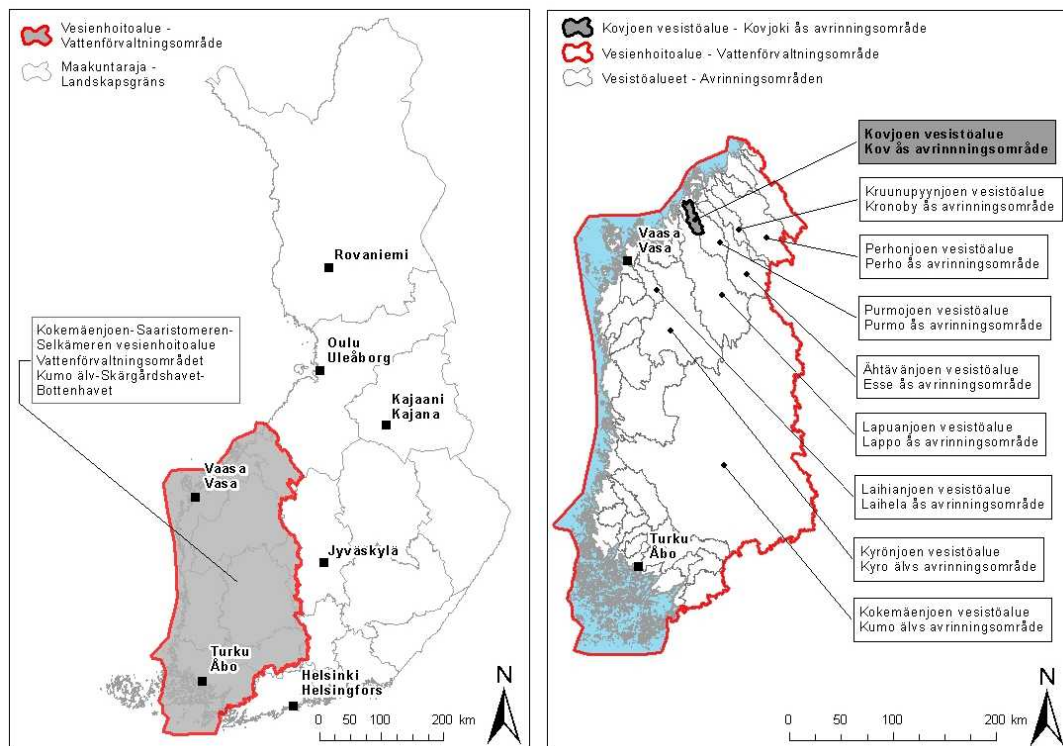 Vesienhoitoalue -
Vattenförvaltningsområde
Maakuntaraja -
Landskapsgräns
Rovaniemi
Oulu
Uleåborg
Kajaani
Kajana
Kokemäenjoen-Saaristomeren-
Selkämeren vesienhoitoalue
Vattenförvaltningsområdet
Kumo älv-Skärgårdshavet-
Bottenhavet
Vaasa
Vasa
Jyväskylä
Turku
Åbo
Helsinki
Helsingfors
N
0 50 100 200 km
Kovjoen vesistöalue - Kovjoki ås avrinningsområde
Vesienhoitoalue - Vattenförvaltningsområde
Vesistöalueet - Avrinningsområden
Kovjoen vesistöalue
Kov ås avrinnningsområde
Kruunupyynjoen vesistöalue
Kronoby ås avrinningsområde
Vaasa
Vasa
Perhonjoen vesistöalue
Perho ås avrinningsområde
Purmojoen vesistöalue
Purmo ås avrinningsområde
Ähtävänjoen vesistöalue
Esse ås avrinningsområde
Lapuanjoen vesistöalue
Lappo ås avrinningsområde
Laihianjoen vesistöalue
Laihela ås avrinningsområde
Turku
Åbo
Kyrönjoen vesistöalue
Kyro älvs avrinningsområde
Kokemäenjoen vesistöalue
Kumo älvs avrinningsområde
N
0 50 100 200 km